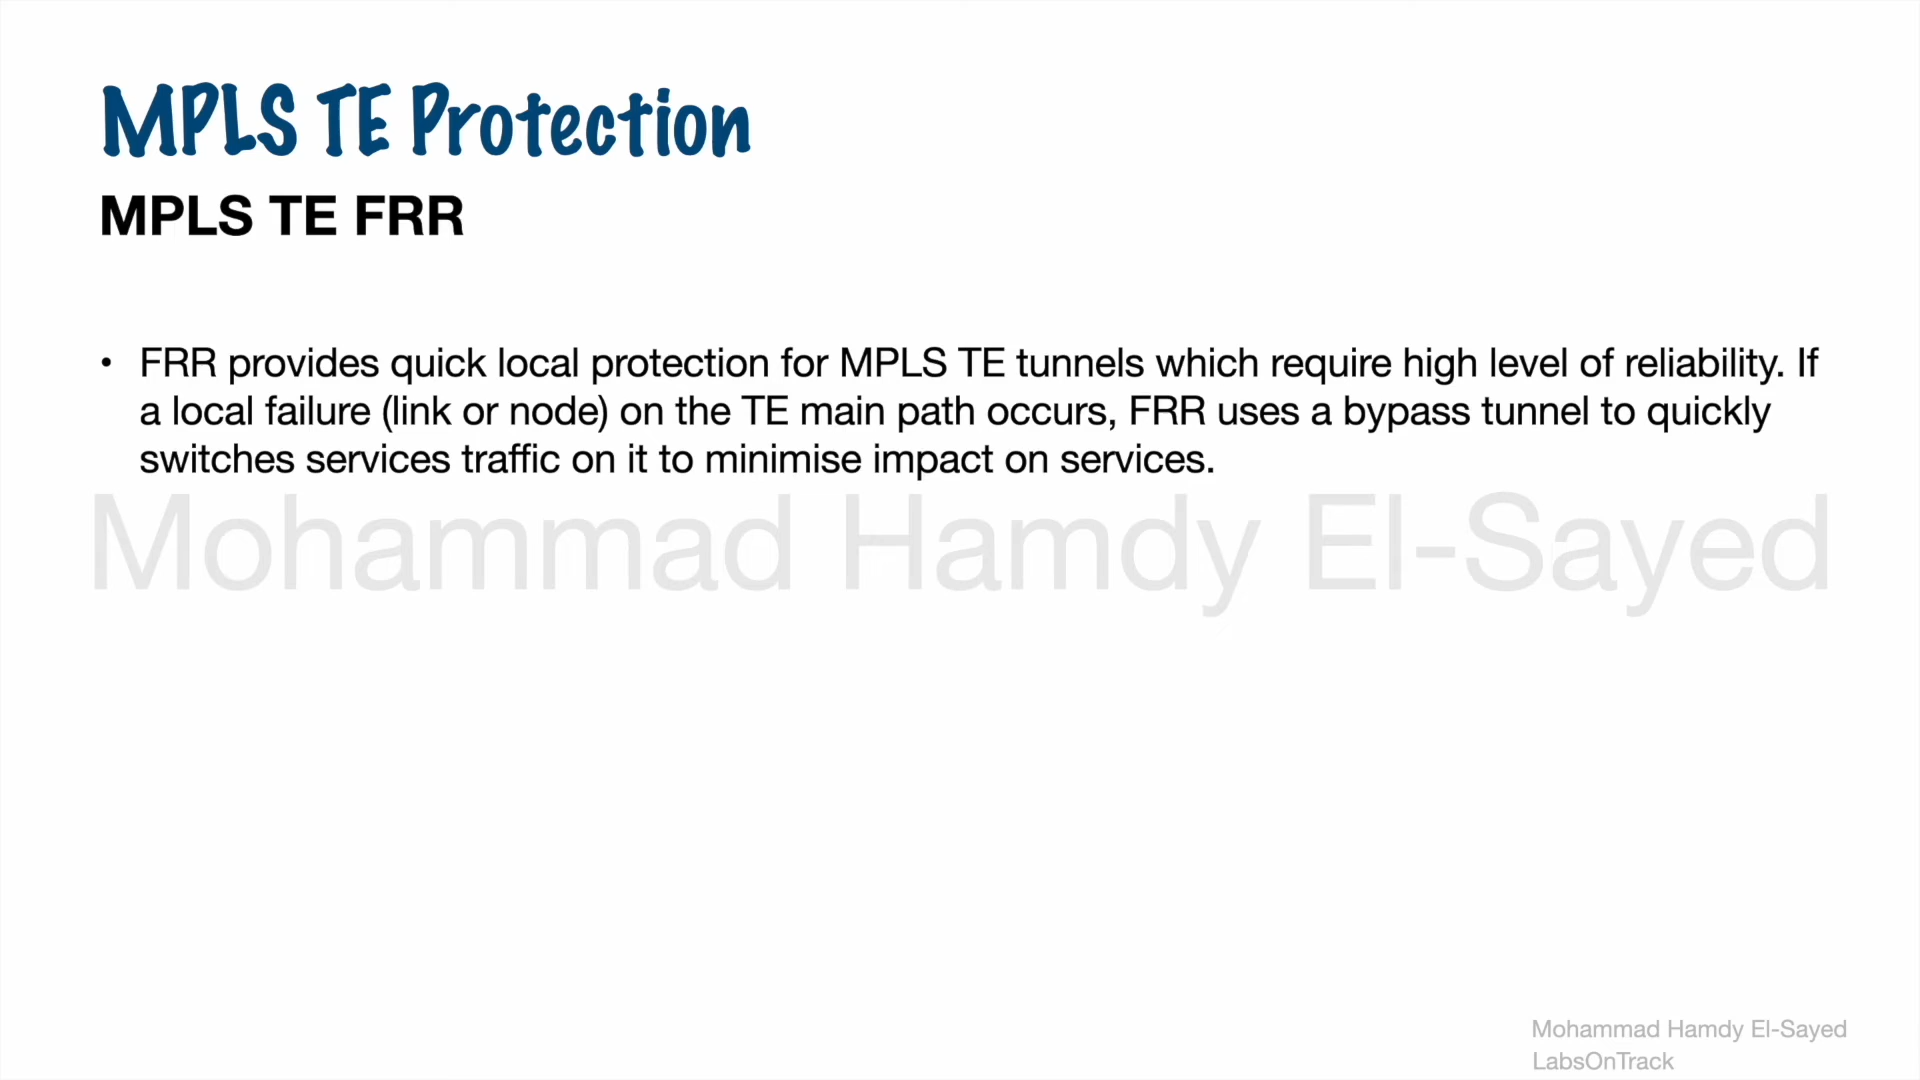 MPLS TE Protection
MPLS TE FRR
• FRR provides quick local protection for MPLS TE tunnels which require high level of reliability. If
a local failure (link or node) on the TE main path occurs, FRR uses a bypass tunnel to quickly
switches services traffic on it to minimise impact on services.
Mohammad Hamdy El-Sayed
Mohammad Hamdy El-Sayed
LabsOnTrack